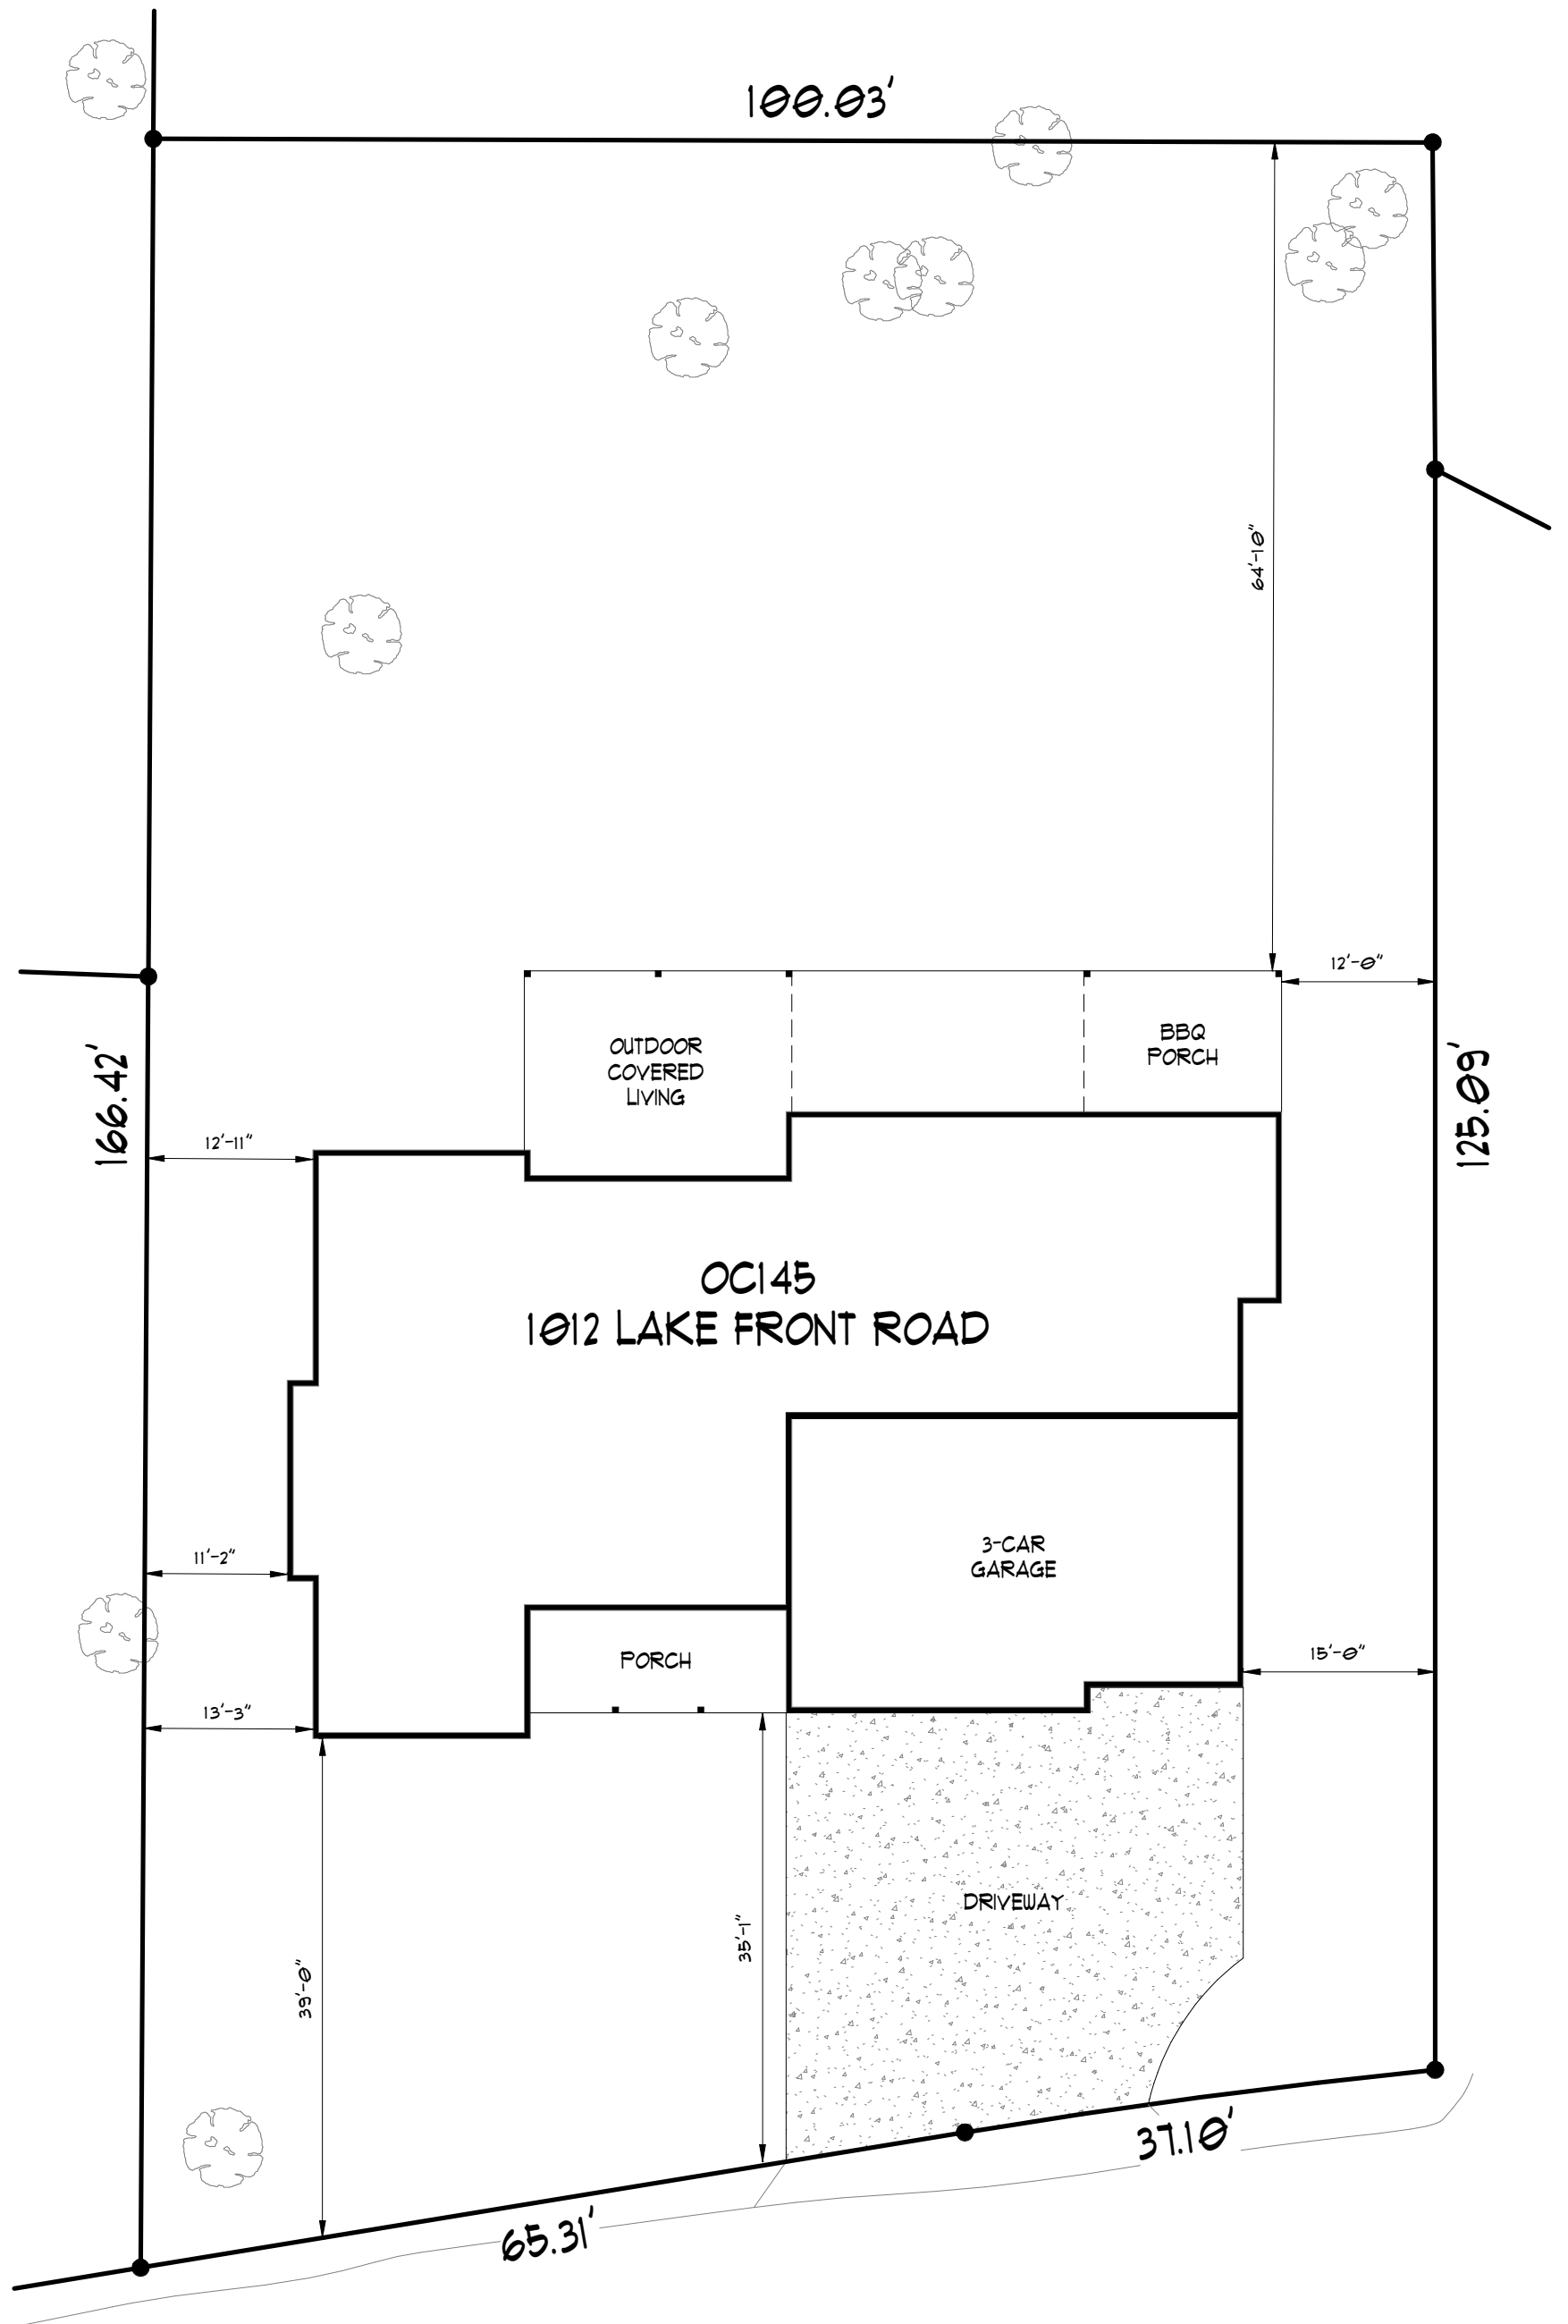 100.03'
64'-10"
12'-0"
OUTDOOR
COVERED
LIVING
BBQ
PORCH
166.42'
125.09'
12'-11"
OC145
1012 LAKE FRONT ROAD
11'-2"
3-CAR
GARAGE
PORCH
15'-0"
13'-3"
DRIVEWAY
35'-1"
39'-0"
37.10'
65.31'